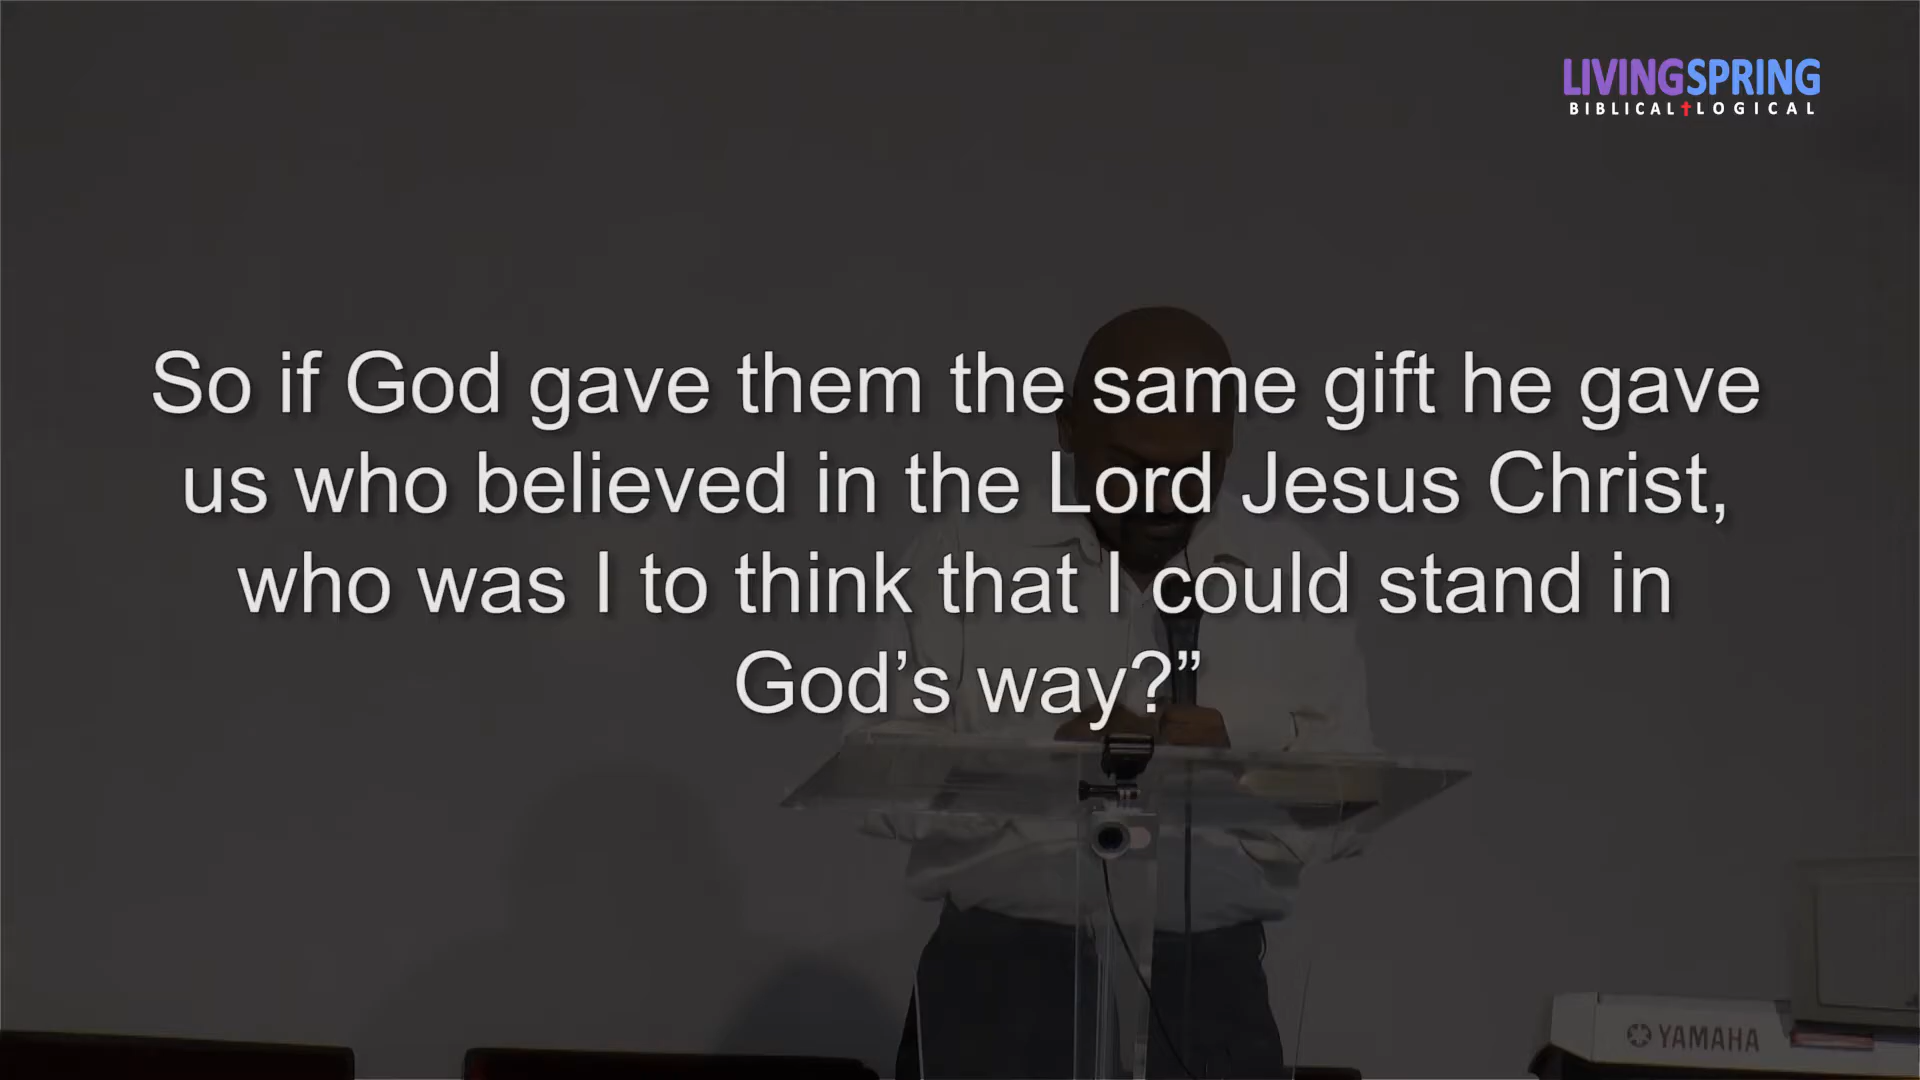 LIVINGSPRING
BIBLICAL LOGICAL
So if God gave them the same gift he gave
us who believed in the Lord Jesus Christ,
who was I to think that I could stand in
God’s way?”
YAMAHA